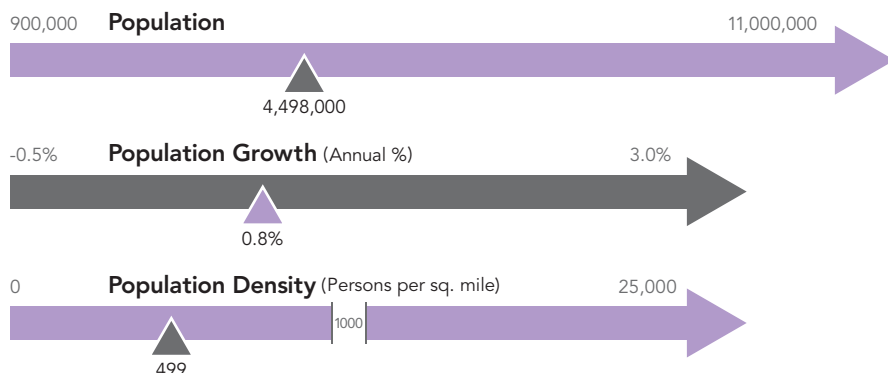 900,000 Population 11,000,000
4,498,000
-0.5% Population Growth (Annual %) 3.0%
0.8%
0 Population Density (Persons per sq. mile) 25,000
1000
499